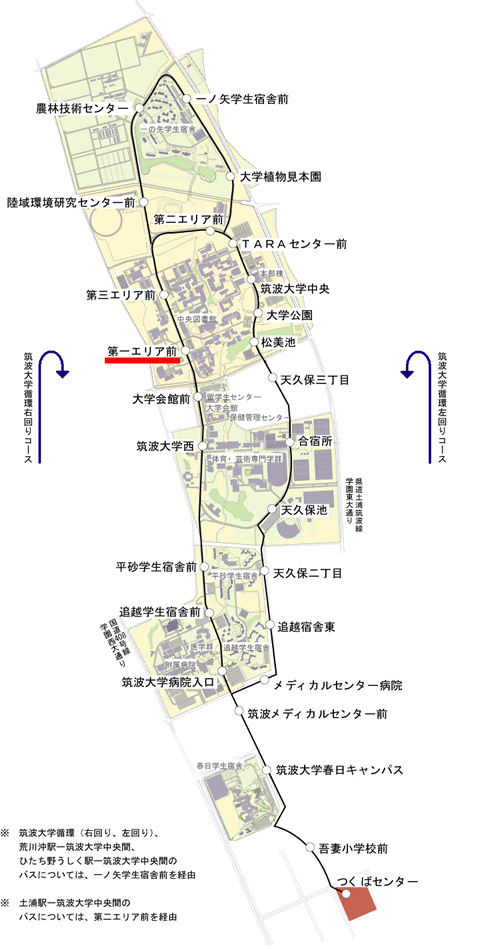 一ノ矢学生宿舎前
農林技術センター
一の矢学生宿舎
大学植物見本園
陸域環境研究センター前
第二エリア前
TARAセンター前
本部棟
筑波大学中央
第三エリア前
大学公園
中央図書館
松美池
第一エリア前
筑波大学循環右回りコース
筑波大学循環左回りコース
天久保三丁目
大学会館前
留学生センター
大学会館
保健管理センター
筑波大学西
合宿所
体育・芸術専門学群
県道土浦筑波線
学園東大通り
天久保池
平砂学生宿舎前
平砂学生宿舎
天久保二丁目
追越学生宿舎前
国道408号線
学園西大通り
追越宿舎東
医学群
追越学生宿舎
附属病院
筑波大学病院入口
メディカルセンター病院
筑波メディカルセンター前
春日学生宿舎
筑波大学春日キャンパス
※ 筑波大学循環(右回り、左回り)、
荒川沖駅ー筑波大学中央間、
ひたち野うしく駅ー筑波大学中央間の
バスについては、一ノ矢学生宿舎前を経由
吾妻小学校前
つくばセンター
※ 土浦駅ー筑波大学中央間の
バスについては、第二エリア前を経由